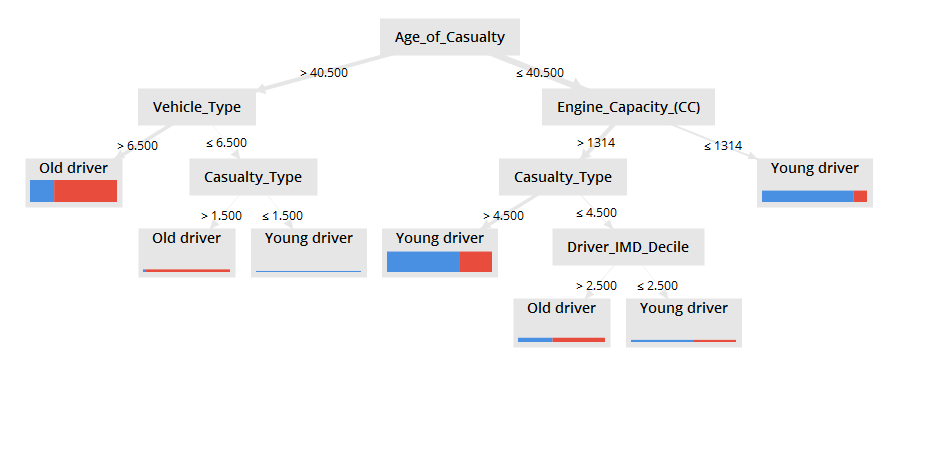 Age_of_Casualty
> 40.500
≤ 40.500
Vehicle_Type
Engine_Capacity_(CC)
> 6.500
≤ 6.500
> 1314
≤ 1314
Old driver
Casualty_Type
Casualty_Type
Young driver
> 1.500
≤ 1.500
> 4.500
≤ 4.500
Old driver
Young driver
Young driver
Driver_IMD_Decile
> 2.500
≤ 2.500
Old driver
Young driver